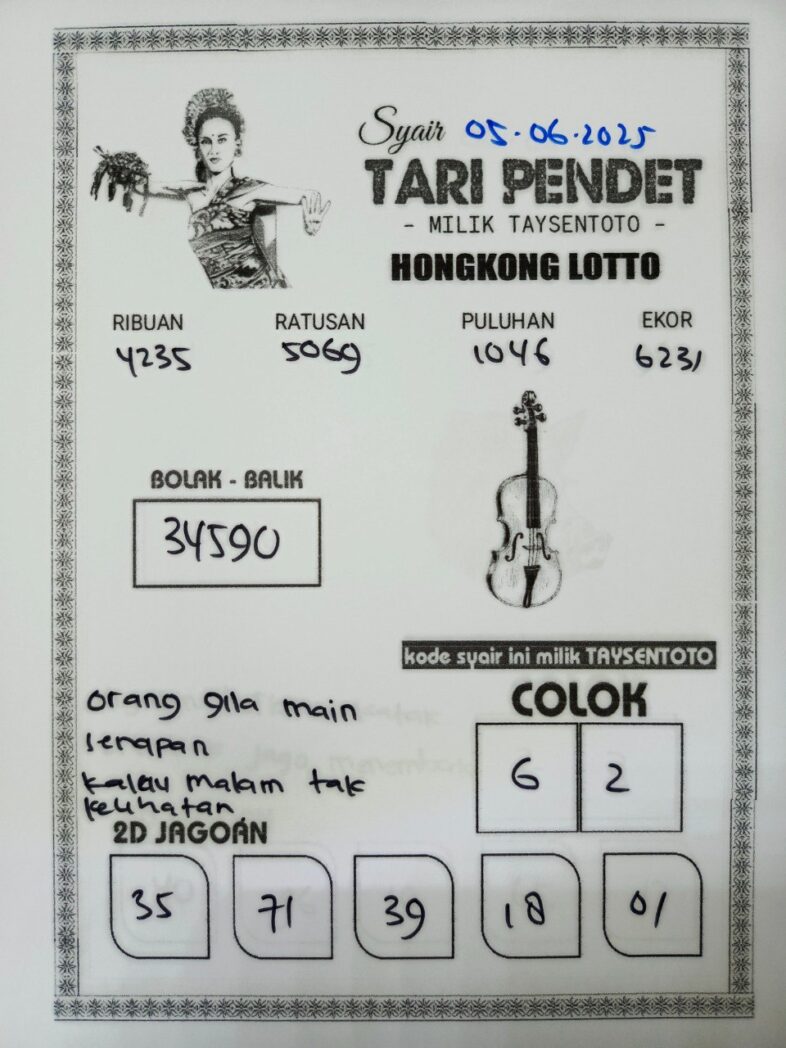 Syair 05.06.2025
TARI PENDET
- MILIK TAYSENTOTO -
HONGKONG LOTTO
RIBUAN RATUSAN PULUHAN EKOR
4235 5069 1046 6231
BOLAK - BALIK
34590
kode syair ini milik TAYSENTOTO
orang gila main
serapan
kalau malam tak
kelihatan
COLOK
6 2
2D JAGOAN
35 71 39 18 01